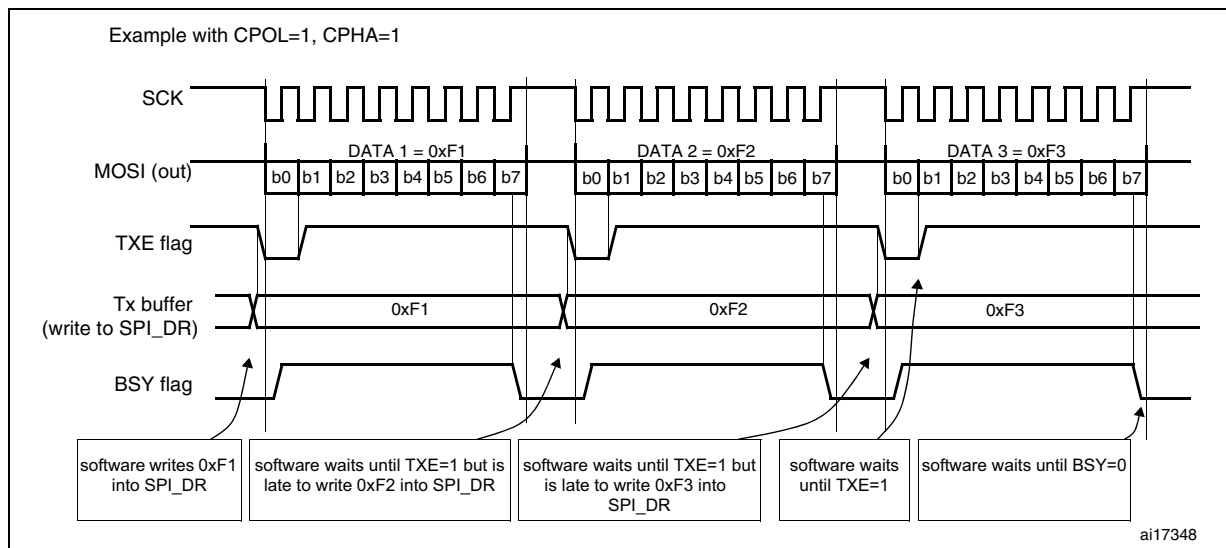 Example with CPOL=1, CPHA=1
SCK
DATA 1 = 0xF1
DATA 2 = 0xF2
DATA 3 = 0xF3
MOSI (out)
b0 b1 b2 b3 b4 b5 b6 b7
b0 b1 b2 b3 b4 b5 b6 b7
b0 b1 b2 b3 b4 b5 b6 b7
TXE flag
Tx buffer
(write to SPI_DR)
0xF1
0xF2
0xF3
BSY flag
software writes 0xF1
into SPI_DR
software waits until TXE=1 but is
late to write 0xF2 into SPI_DR
software waits until TXE=1 but
is late to write 0xF3 into
SPI_DR
software waits
until TXE=1
software waits until BSY=0
ai17348